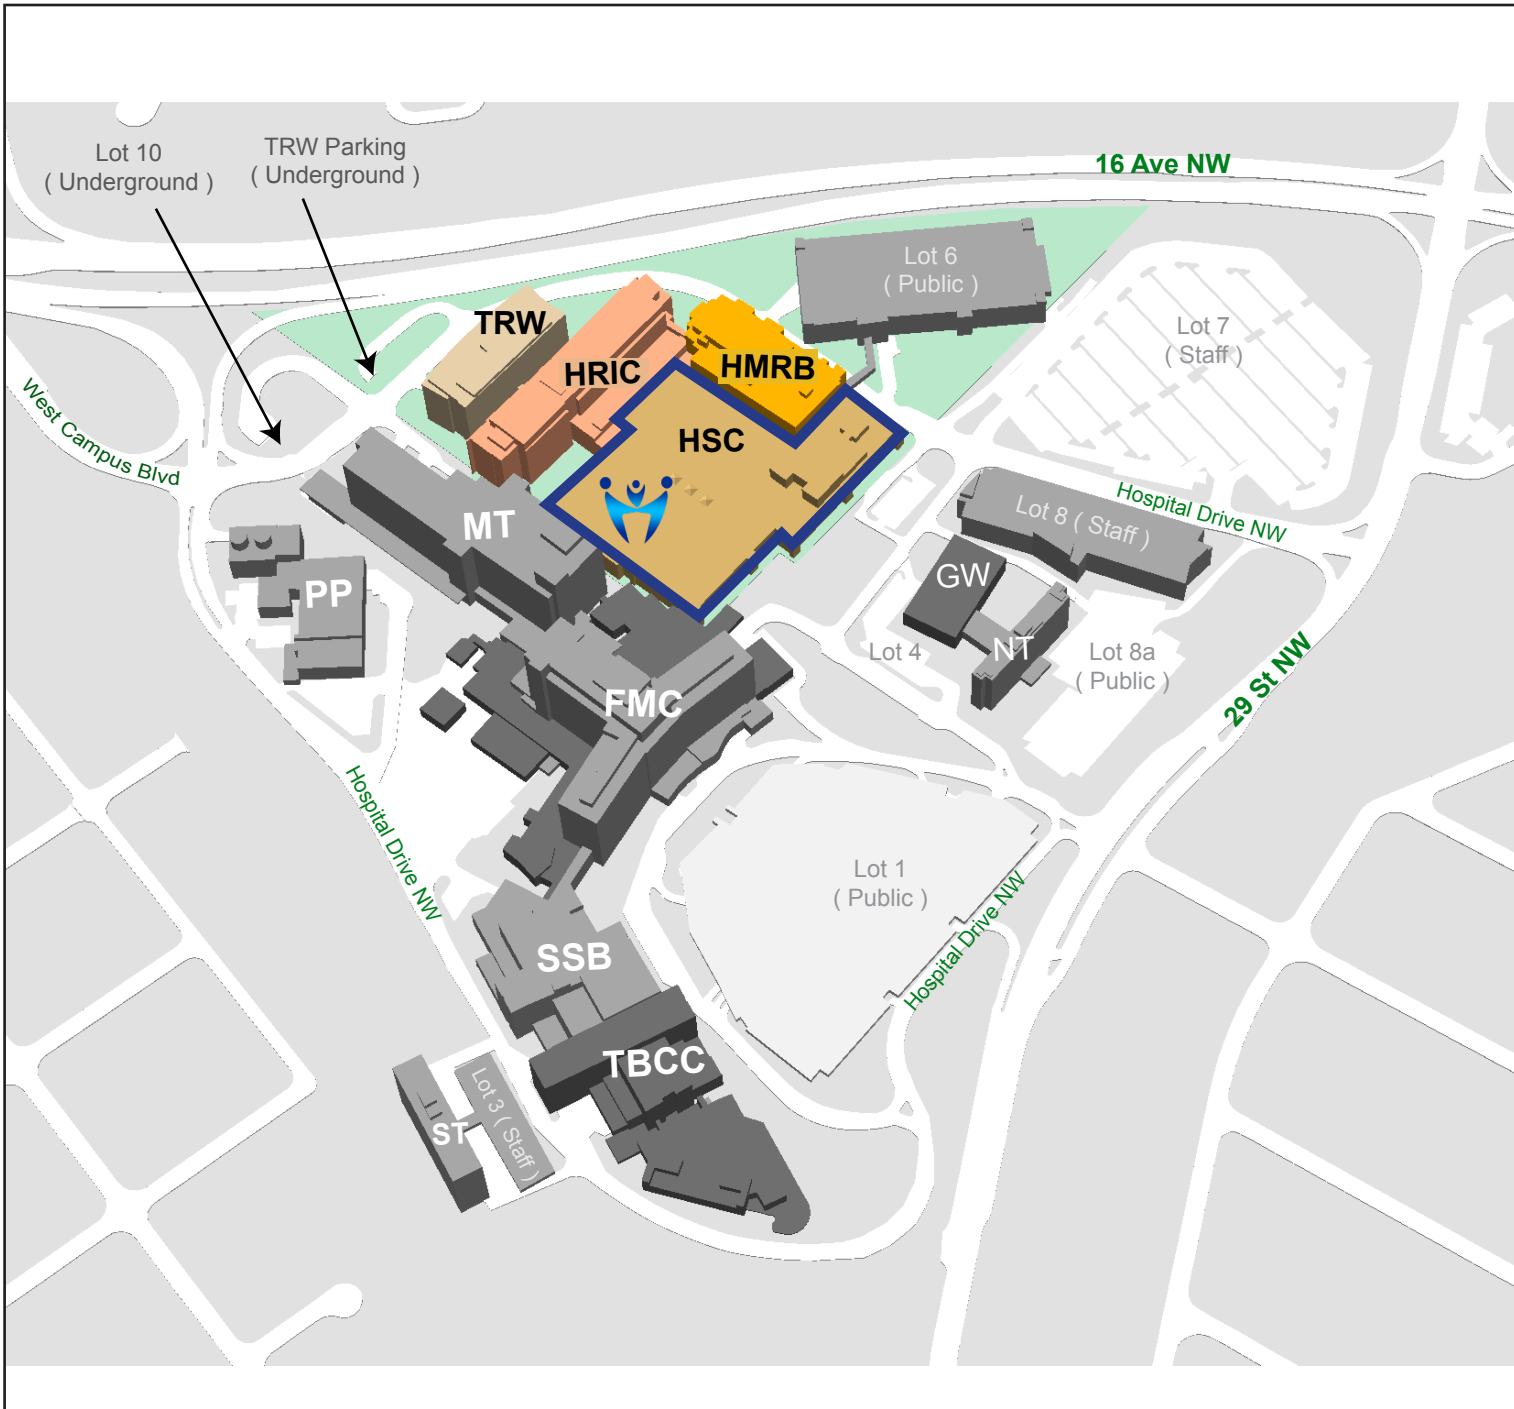 Lot 10
( Underground )
TRW Parking
( Underground )
16 Ave NW
Lot 6
( Public )
Lot 7
( Staff )
TRW
HRIC
HMRB
HSC
West Campus Blvd
MT
Hospital Drive NW
Lot 8 ( Staff )
GW
PP
NT
Lot 4
Lot 8a
( Public )
29 St NW
FMC
Hospital Drive NW
Lot 1
( Public )
Hospital Drive NW
SSB
TBCC
Lot 3 ( Staff )
ST